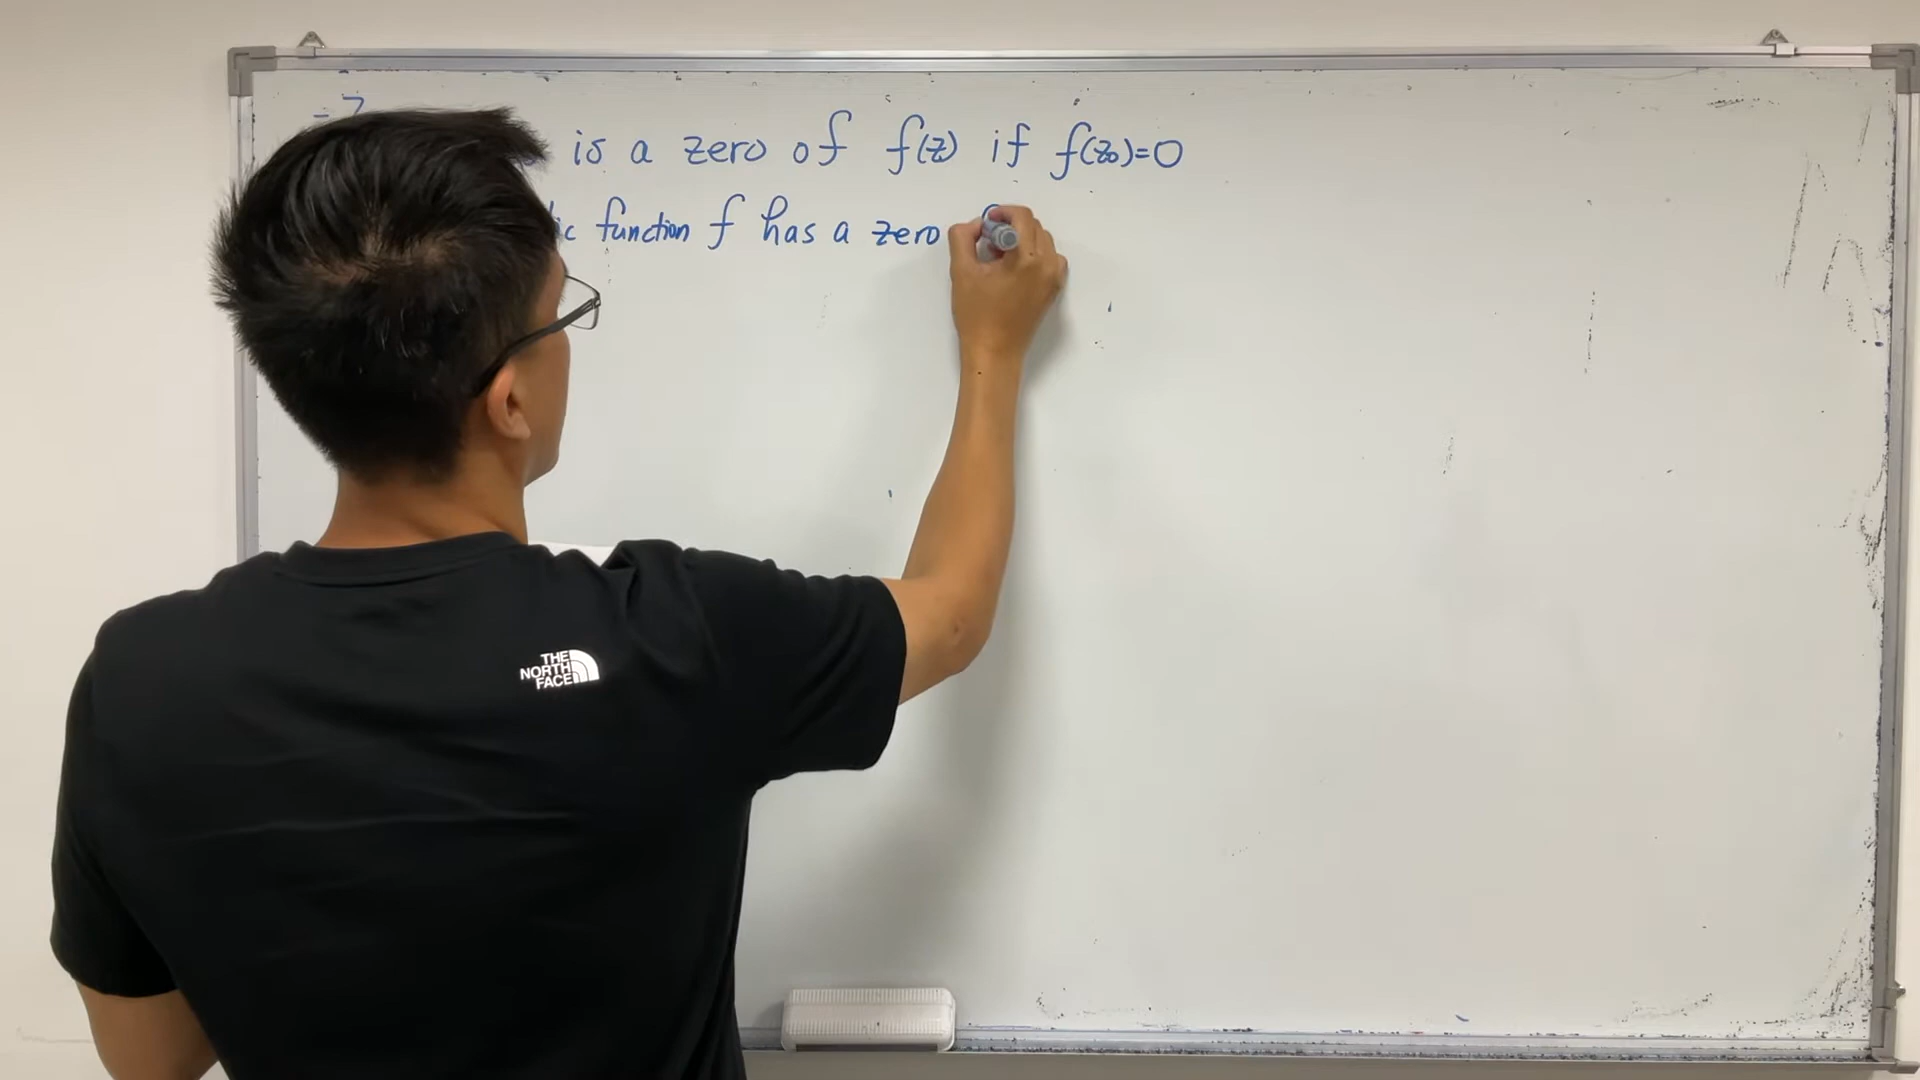 is a zero of f(z) if f(z₀)=0
function f has a zero
THE
NORTH
FACE